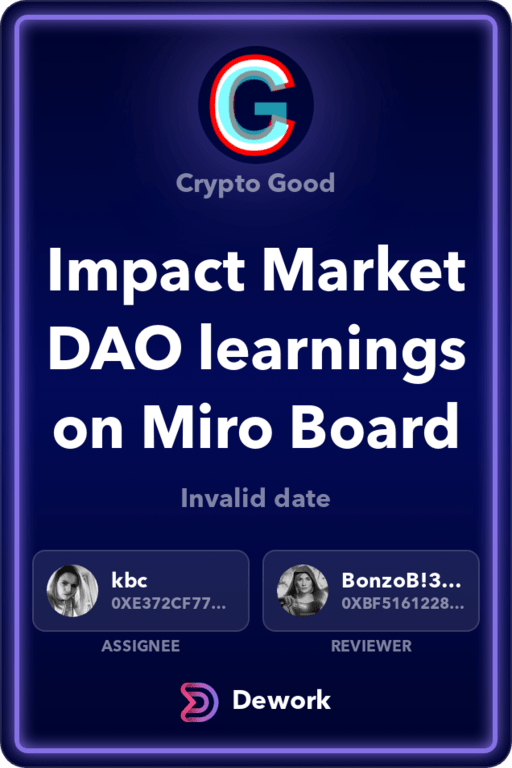 Crypto Good
Impact Market
DAO learnings
on Miro Board
Invalid date
kbc
0XE372CF77...
BonzoB!3...
0XBF5161228...
ASSIGNEE
REVIEWER
Dework